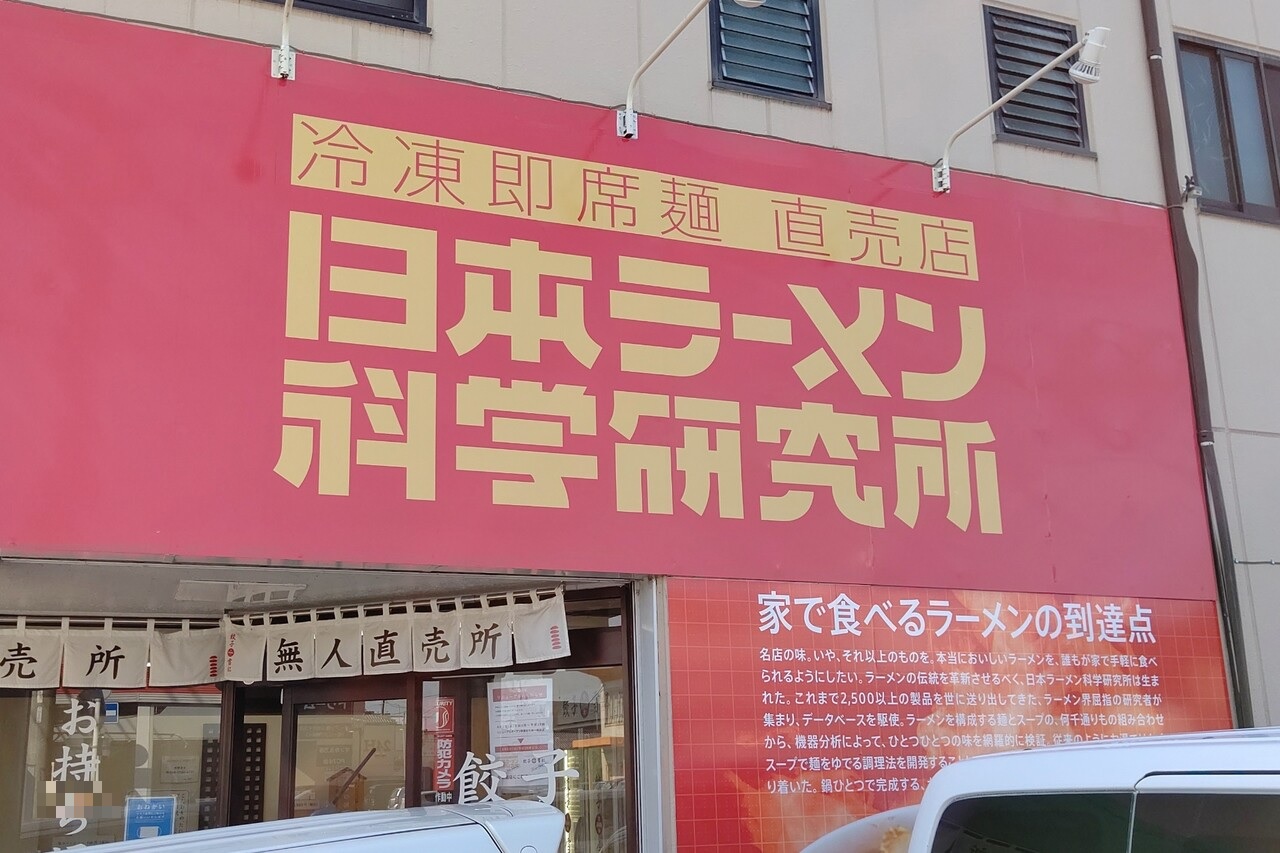 冷凍即席麺 直売店
日本ラーメン
科学研究所
売所
無人直売所
家で食べるラーメンの到達点
名店の味。いや、それ以上のものを。本当においしいラーメンを、誰もが家で手軽に食べ
られるようにしたい。ラーメンの伝統を革新させるべく、日本ラーメン科学研究所は生ま
れた。これまで2,500以上の製品を世に送り出してきた、ラーメン界屈指の研究者が
集まり、データベースを駆使。ラーメンを構成する麺とスープの、何千通りもの組み合わせ
から、機器分析によって、ひとつひとつの味を網羅的に検証。従来のように
スープで麺をゆでる調理法を開発する
り着いた。鍋ひとつで完成する、
お持ち
防犯カメラ
作動中
餃子
おねがい